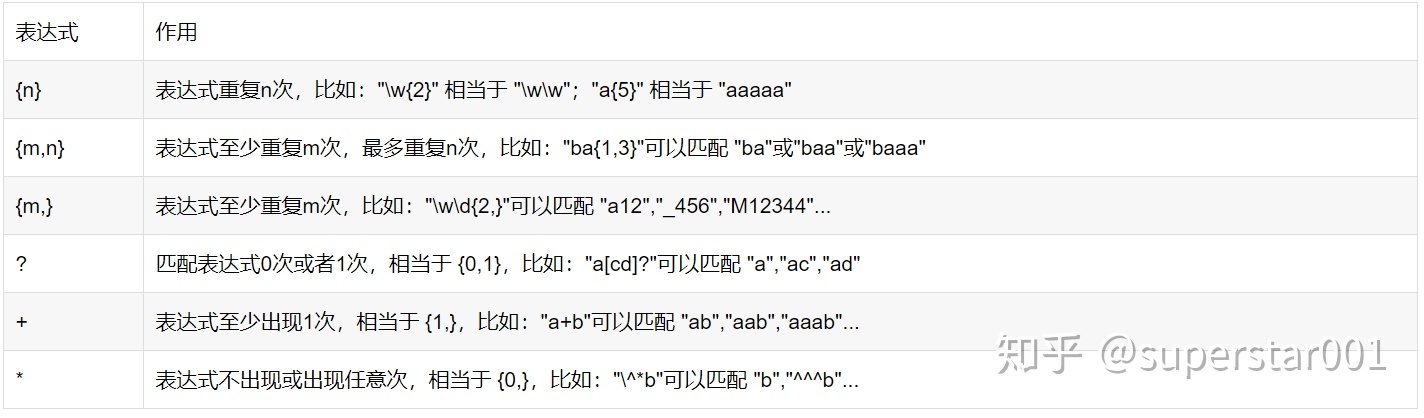 表达式 作用
{n} 表达式重复n次，比如："\w{2}" 相当于 "\w\w"；"a{5}" 相当于 "aaaaa"
{m,n} 表达式至少重复m次，最多重复n次，比如："ba{1,3}"可以匹配 "ba"或"baa"或"baaa"
{m,} 表达式至少重复m次，比如："\w\d{2,}"可以匹配 "a12","_456","M12344"...
? 匹配表达式0次或者1次，相当于 {0,1}，比如："a[cd]?"可以匹配 "a","ac","ad"
+ 表达式至少出现1次，相当于 {1,}，比如："a+b"可以匹配 "ab","aab","aaab"...
* 表达式不出现或出现任意次，相当于 {0,}，比如："\^*b"可以匹配 "b","^^^b"...
知乎 @superstar001